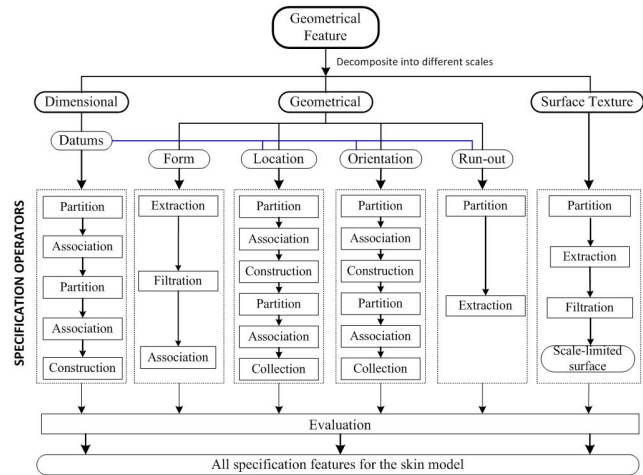 Geometrical
Feature
Decomposite into different scales
Dimensional
Geometrical
Surface Texture
Datums
Form
Location
Orientation
Run-out
SPECIFICATION OPERATORS
Partition
Association
Partition
Association
Construction
Extraction
Filtration
Association
Partition
Association
Construction
Partition
Association
Collection
Partition
Association
Construction
Partition
Association
Collection
Partition
Extraction
Partition
Extraction
Filtration
Scale-limited
surface
Evaluation
All specification features for the skin model